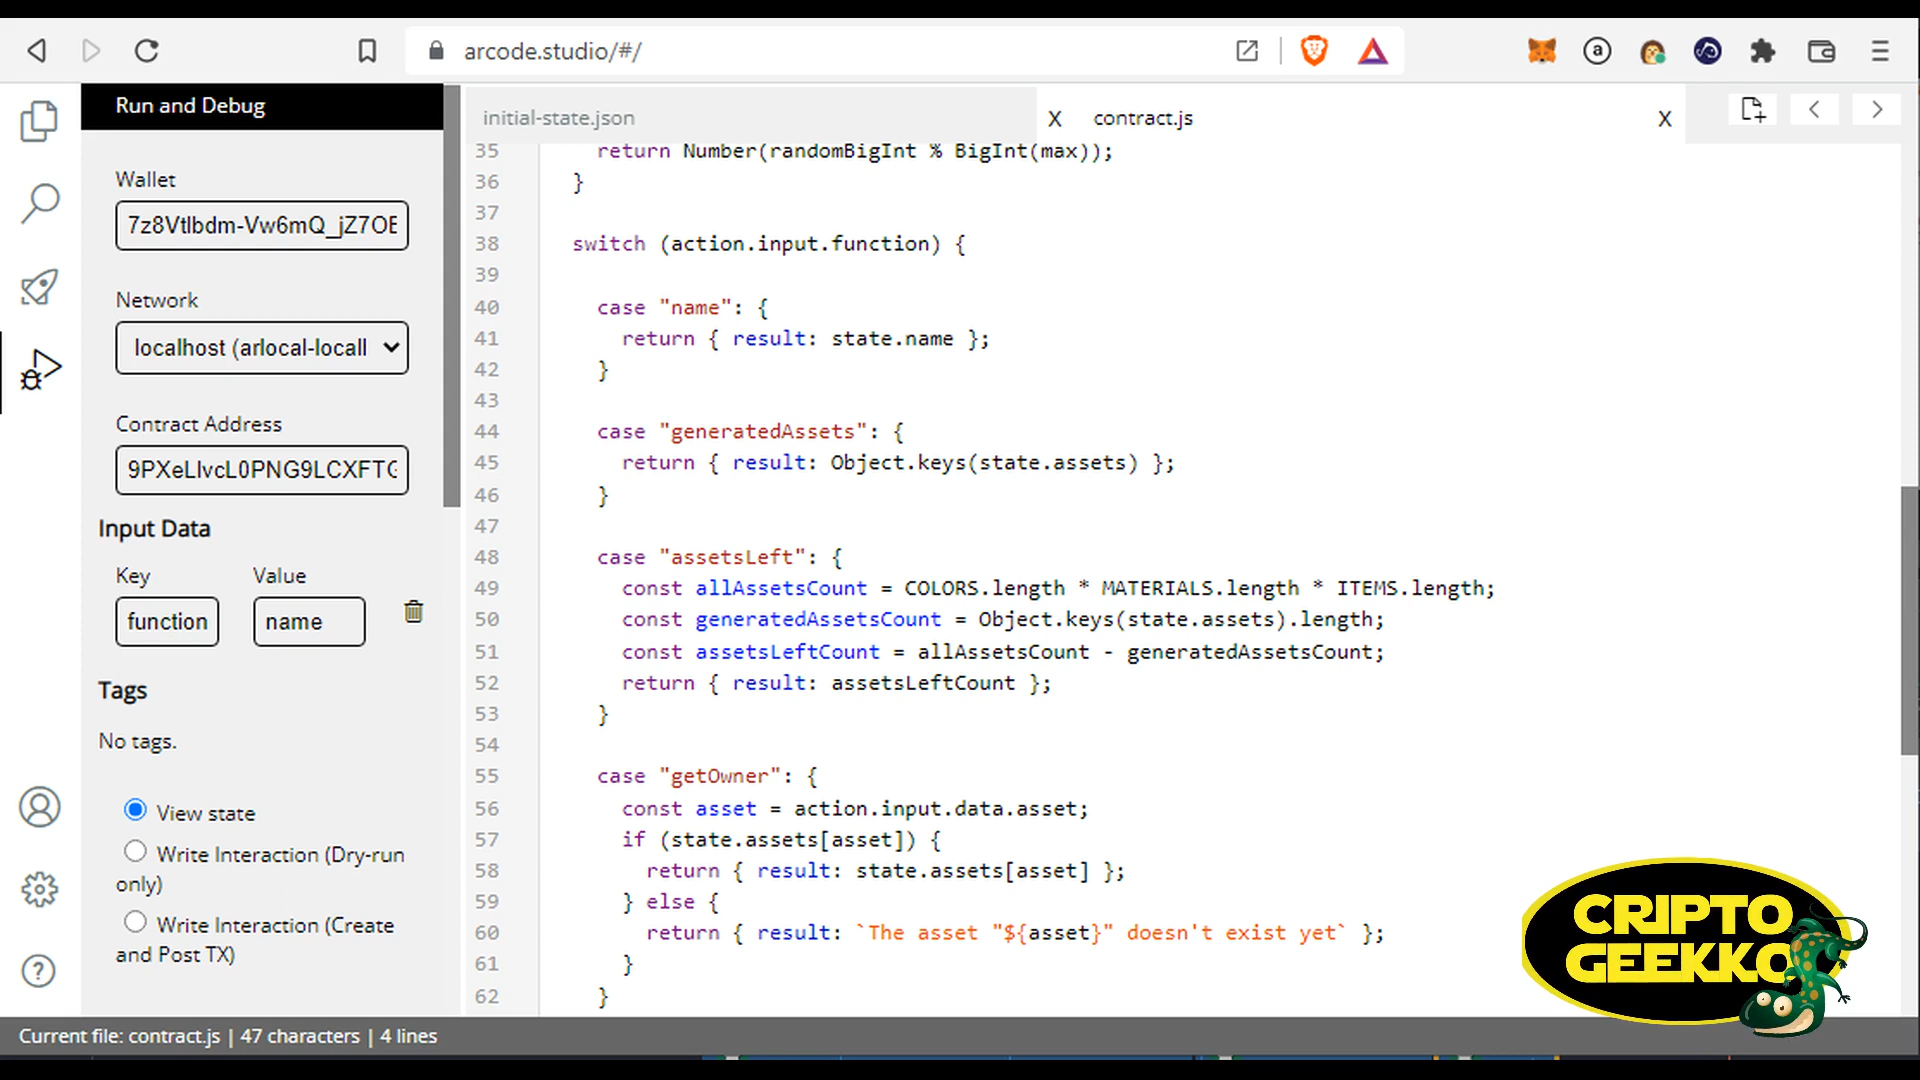 arcode.studio/#/
Run and Debug
initial-state.json
X
contract.js
X
Wallet
7z8Vtlbdm-Vw6mQ_jZ7OE
Network
localhost (arlocal-locall
Contract Address
9PXeLIvcL0PNG9LCXFTG
Input Data
Key
Value
function
name
Tags
No tags.
View state
Write Interaction (Dry-run
only)
Write Interaction (Create
and Post TX)
35 return Number(randomBigInt % BigInt(max));
36 }
37
38 switch (action.input.function) {
39
40 case "name": {
41 return { result: state.name };
42 }
43
44 case "generatedAssets": {
45 return { result: Object.keys(state.assets) };
46 }
47
48 case "assetsLeft": {
49 const allAssetsCount = COLORS.length * MATERIALS.length * ITEMS.length;
50 const generatedAssetsCount = Object.keys(state.assets).length;
51 const assetsLeftCount = allAssetsCount - generatedAssetsCount;
52 return { result: assetsLeftCount };
53 }
54
55 case "getOwner": {
56 const asset = action.input.data.asset;
57 if (state.assets[asset]) {
58 return { result: state.assets[asset] };
59 } else {
60 return { result: `The asset "${asset}" doesn't exist yet` };
61 }
62 }
CRIPTO
GEEKKO
Current file: contract.js | 47 characters | 4 lines